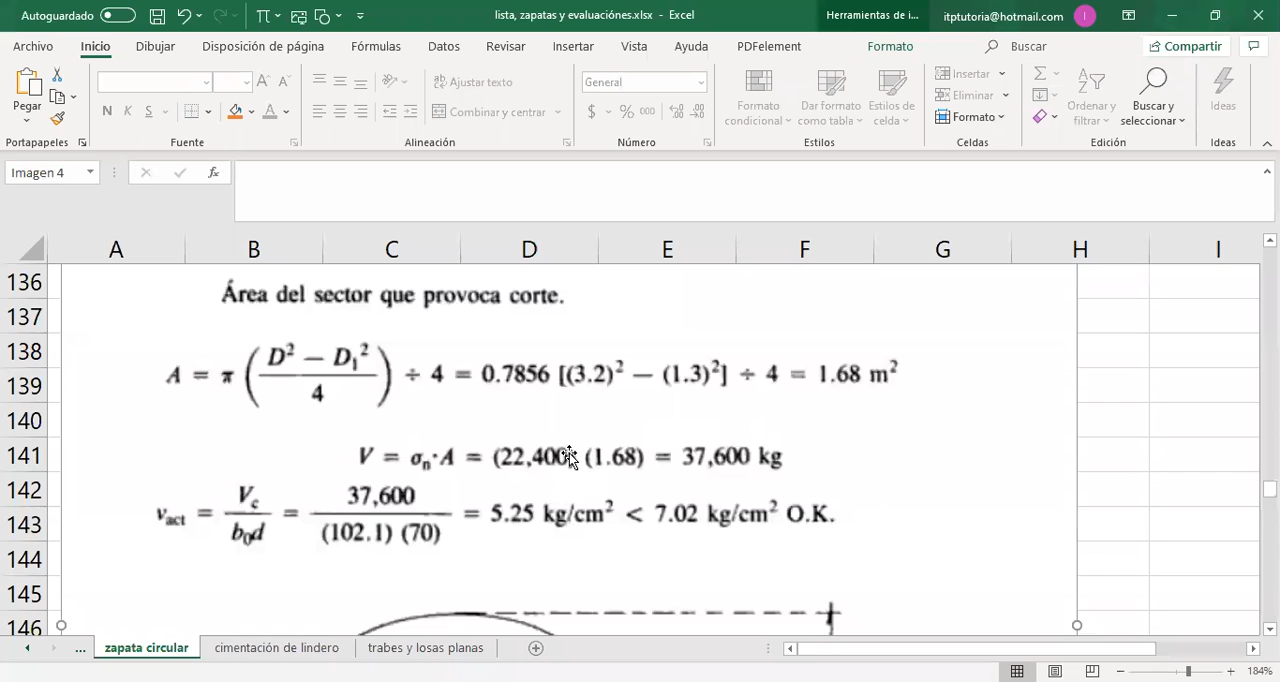 Autoguardado
lista, zapatas y evaluaciónes.xlsx - Excel
Herramientas de i...
itptutoria@hotmail.com
I
Archivo Inicio Dibujar Disposición de página Fórmulas Datos Revisar Insertar Vista Ayuda PDFelement Formato Buscar Compartir
Pegar
N K S
Ajustar texto
Combinar y centrar
General
$ % 000
Formato condicional
Dar formato como tabla
Estilos de celda
Insertar
Eliminar
Formato
Ordenar y filtrar
Buscar y seleccionar
Ideas
Portapapeles Fuente Alineación Número Estilos Celdas Edición Ideas
Imagen 4 fx
A B C D E F G H I
136
137
138
139
140
141
142
143
144
145
146
Área del sector que provoca corte.
A = π ( (D² − D₁²) / 4 ) ÷ 4 = 0.7856 [(3.2)² − (1.3)²] ÷ 4 = 1.68 m²
V = σₙ·A = (22,400) (1.68) = 37,600 kg
v_act = V_c / b₀d = 37,600 / (102.1) (70) = 5.25 kg/cm² < 7.02 kg/cm² O.K.
... zapata circular cimentación de lindero trabes y losas planas
184%